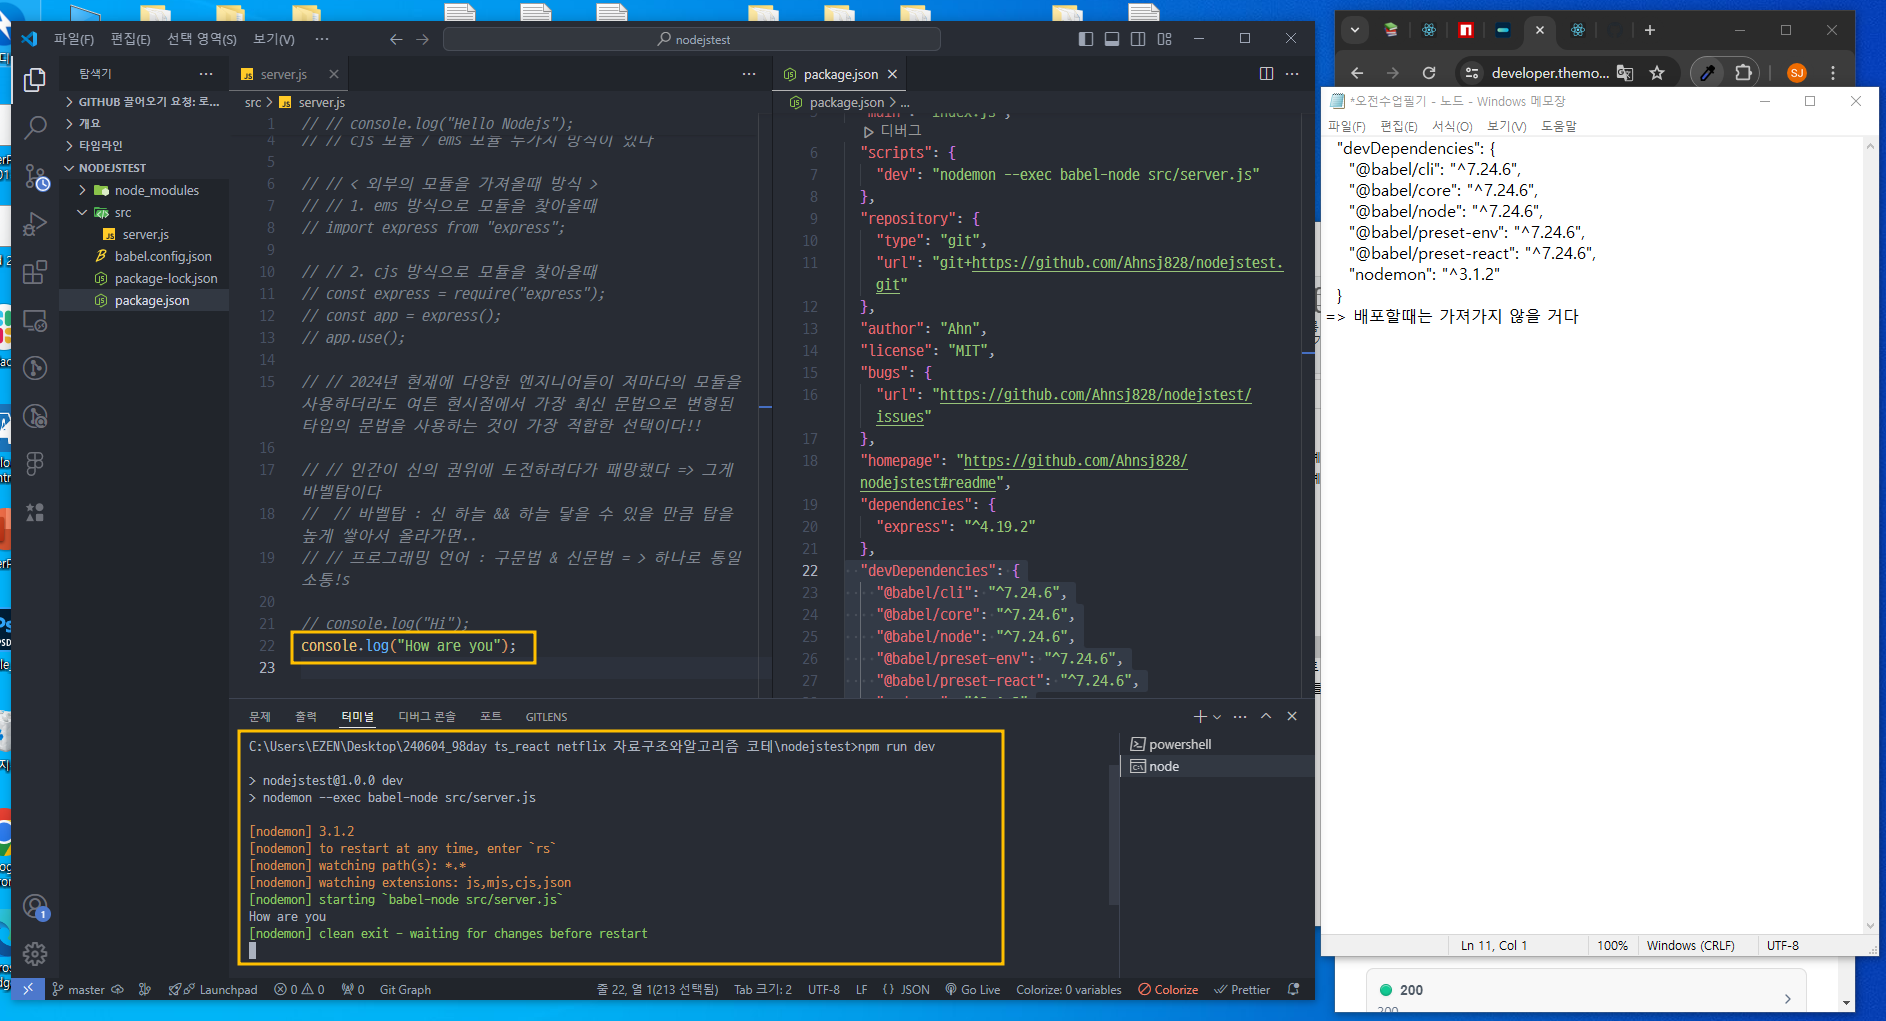 파일(F) 편집(E) 선택 영역(S) 보기(V) ···
nodejstest
탐색기
GITHUB 끌어오기 요청: 로...
개요
타임라인
NODEJSTEST
node_modules
src
server.js
babel.config.json
package-lock.json
package.json
server.js
src > server.js
1 // // console.log("Hello Nodejs");
4 // // cjs 모듈 / ems 모듈 두가지 방식이 있다
5
6 // // < 외부의 모듈을 가져올때 방식 >
7 // // 1. ems 방식으로 모듈을 찾아올때
8 // import express from "express";
9
10 // // 2. cjs 방식으로 모듈을 찾아올때
11 // const express = require("express");
12 // const app = express();
13 // app.use();
14
15 // // 2024년 현재에 다양한 엔지니어들이 저마다의 모듈을
사용하더라도 여튼 현시점에서 가장 최신 문법으로 변형된
타입의 문법을 사용하는 것이 가장 적합한 선택이다!!
16
17 // // 인간이 신의 권위에 도전하려다가 패망했다 => 그게
바벨탑이다
18 // // 바벨탑 : 신 하늘 && 하늘 닿을 수 있을 만큼 탑을
높게 쌓아서 올라가면..
19 // // 프로그래밍 언어 : 구문법 & 신문법 = > 하나로 통일
소통!s
20
21 // console.log("Hi");
22 console.log("How are you");
23
package.json
package.json > ...
5 "main": "index.js",
디버그
6 "scripts": {
7 "dev": "nodemon --exec babel-node src/server.js"
8 },
9 "repository": {
10 "type": "git",
11 "url": "git+https://github.com/Ahnsj828/nodejstest.
git"
12 },
13 "author": "Ahn",
14 "license": "MIT",
15 "bugs": {
16 "url": "https://github.com/Ahnsj828/nodejstest/
issues"
17 },
18 "homepage": "https://github.com/Ahnsj828/
nodejstest#readme",
19 "dependencies": {
20 "express": "^4.19.2"
21 },
22 "devDependencies": {
23 "@babel/cli": "^7.24.6",
24 "@babel/core": "^7.24.6",
25 "@babel/node": "^7.24.6",
26 "@babel/preset-env": "^7.24.6",
27 "@babel/preset-react": "^7.24.6",
문제 출력 터미널 디버그 콘솔 포트 GITLENS
C:\Users\EZEN\Desktop\240604_98day ts_react netflix 자료구조와알고리즘 코테\nodejstest>npm run dev
> nodejstest@1.0.0 dev
> nodemon --exec babel-node src/server.js
[nodemon] 3.1.2
[nodemon] to restart at any time, enter `rs`
[nodemon] watching path(s): *.*
[nodemon] watching extensions: js,mjs,cjs,json
[nodemon] starting `babel-node src/server.js`
How are you
[nodemon] clean exit - waiting for changes before restart
powershell
node
master Launchpad 0 0 0 Git Graph 줄 22, 열 1(213 선택됨) Tab 크기: 2 UTF-8 LF {} JSON Go Live Colorize: 0 variables Colorize Prettier
developer.themo...
SJ
*오전수업필기 - 노드 - Windows 메모장
파일(F) 편집(E) 서식(O) 보기(V) 도움말
"devDependencies": {
"@babel/cli": "^7.24.6",
"@babel/core": "^7.24.6",
"@babel/node": "^7.24.6",
"@babel/preset-env": "^7.24.6",
"@babel/preset-react": "^7.24.6",
"nodemon": "^3.1.2"
}
=> 배포할때는 가져가지 않을 거다
Ln 11, Col 1 100% Windows (CRLF) UTF-8
200
200